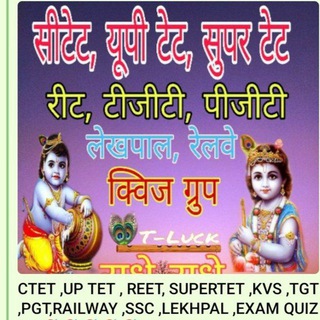 सीटेट, यूपी टेट, सुपर टेट
रीट, टीजीटी, पीजीटी
लेखपाल, रेलवे
क्विज ग्रुप
T-Luck
राधे राधे
CTET ,UP TET , REET, SUPERTET ,KVS ,TGT
,PGT,RAILWAY ,SSC ,LEKHPAL ,EXAM QUIZ